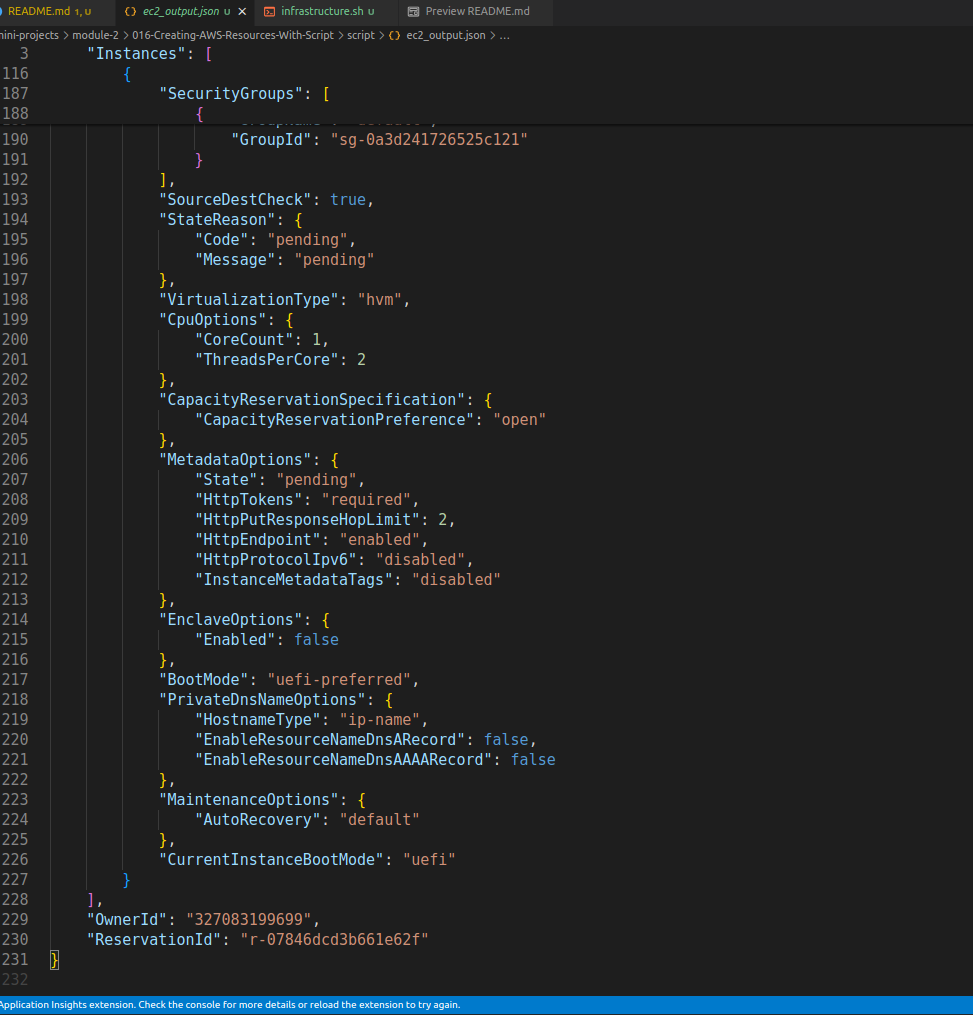 README.md 1, U {} ec2_output.json U × infrastructure.sh U Preview README.md
nini-projects > module-2 > 016-Creating-AWS-Resources-With-Script > script > {} ec2_output.json > ...
3 "Instances": [
116 {
187 "SecurityGroups": [
188 {
190 "GroupId": "sg-0a3d241726525c121"
191 }
192 ],
193 "SourceDestCheck": true,
194 "StateReason": {
195 "Code": "pending",
196 "Message": "pending"
197 },
198 "VirtualizationType": "hvm",
199 "CpuOptions": {
200 "CoreCount": 1,
201 "ThreadsPerCore": 2
202 },
203 "CapacityReservationSpecification": {
204 "CapacityReservationPreference": "open"
205 },
206 "MetadataOptions": {
207 "State": "pending",
208 "HttpTokens": "required",
209 "HttpPutResponseHopLimit": 2,
210 "HttpEndpoint": "enabled",
211 "HttpProtocolIpv6": "disabled",
212 "InstanceMetadataTags": "disabled"
213 },
214 "EnclaveOptions": {
215 "Enabled": false
216 },
217 "BootMode": "uefi-preferred",
218 "PrivateDnsNameOptions": {
219 "HostnameType": "ip-name",
220 "EnableResourceNameDnsARecord": false,
221 "EnableResourceNameDnsAAAARecord": false
222 },
223 "MaintenanceOptions": {
224 "AutoRecovery": "default"
225 },
226 "CurrentInstanceBootMode": "uefi"
227 }
228 ],
229 "OwnerId": "327083199699",
230 "ReservationId": "r-07846dcd3b661e62f"
231 }
232
Application Insights extension. Check the console for more details or reload the extension to try again.